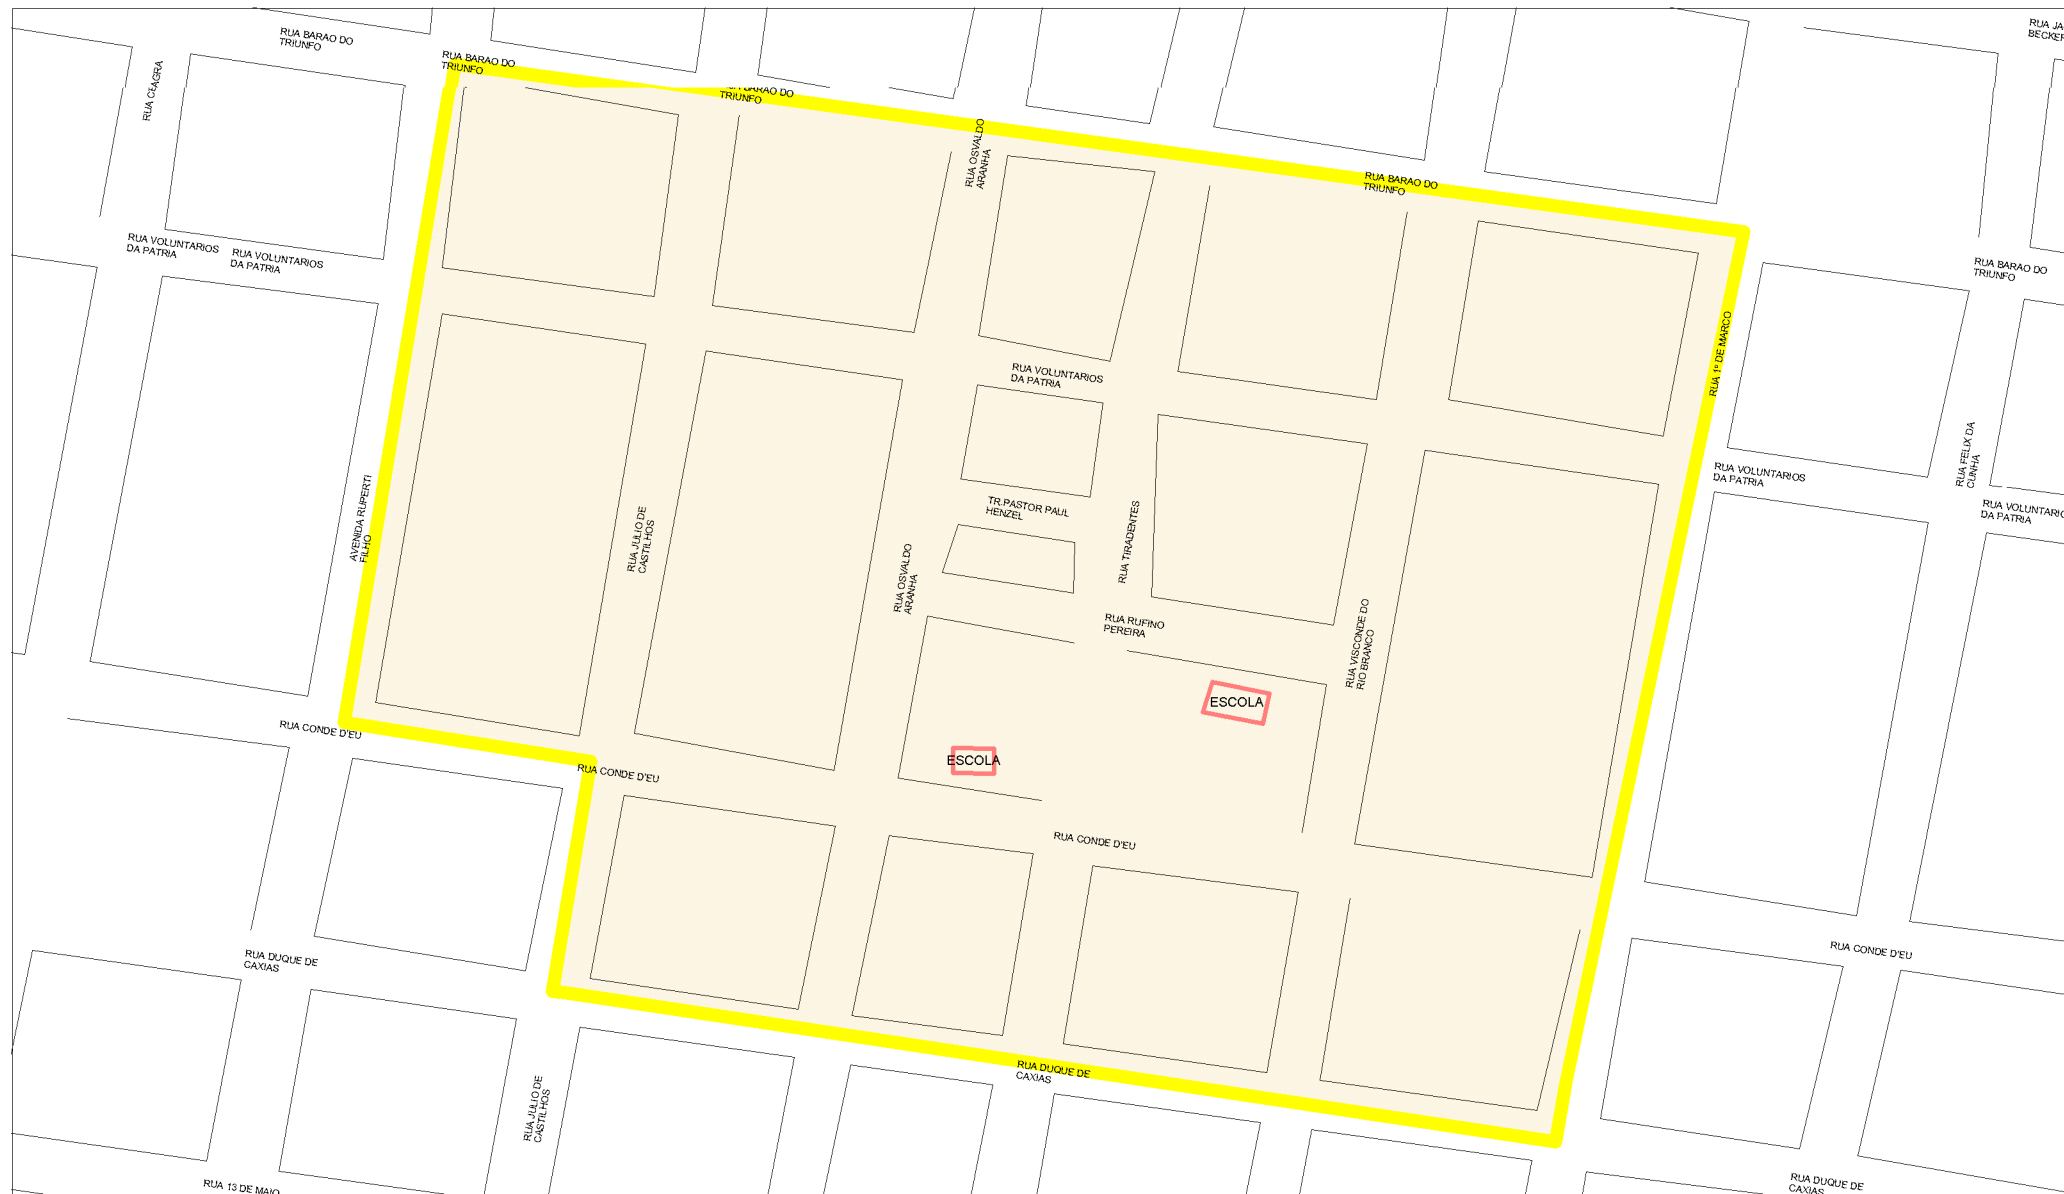 RUA JA
BECKER
RUA BARAO DO
TRIUNFO
RUA BARAO DO
TRIUNFO
RUA CEAGRA
RUA BARAO DO
TRIUNFO
RUA OSVALDO
ARANHA
RUA BARAO DO
TRIUNFO
RUA VOLUNTARIOS
DA PATRIA
RUA VOLUNTARIOS
DA PATRIA
RUA BARAO DO
TRIUNFO
RUA 1º DE MARCO
RUA VOLUNTARIOS
DA PATRIA
RUA FELIX DA
CUNHA
RUA VOLUNTARIOS
DA PATRIA
RUA VOLUNTARIO
DA PATRIA
AVENIDA RUPERTI
FILHO
RUA JULIO DE
CASTILHOS
TR.PASTOR PAUL
HENZEL
RUA TIRADENTES
RUA OSVALDO
ARANHA
RUA RUFINO
PEREIRA
RUA VISCONDE DO
RIO BRANCO
ESCOLA
RUA CONDE D'EU
ESCOLA
RUA CONDE D'EU
RUA CONDE D'EU
RUA CONDE D'EU
RUA DUQUE DE
CAXIAS
RUA DUQUE DE
CAXIAS
RUA JULIO DE
CASTILHOS
RUA 13 DE MAIO
RUA DUQUE DE
CAXIAS